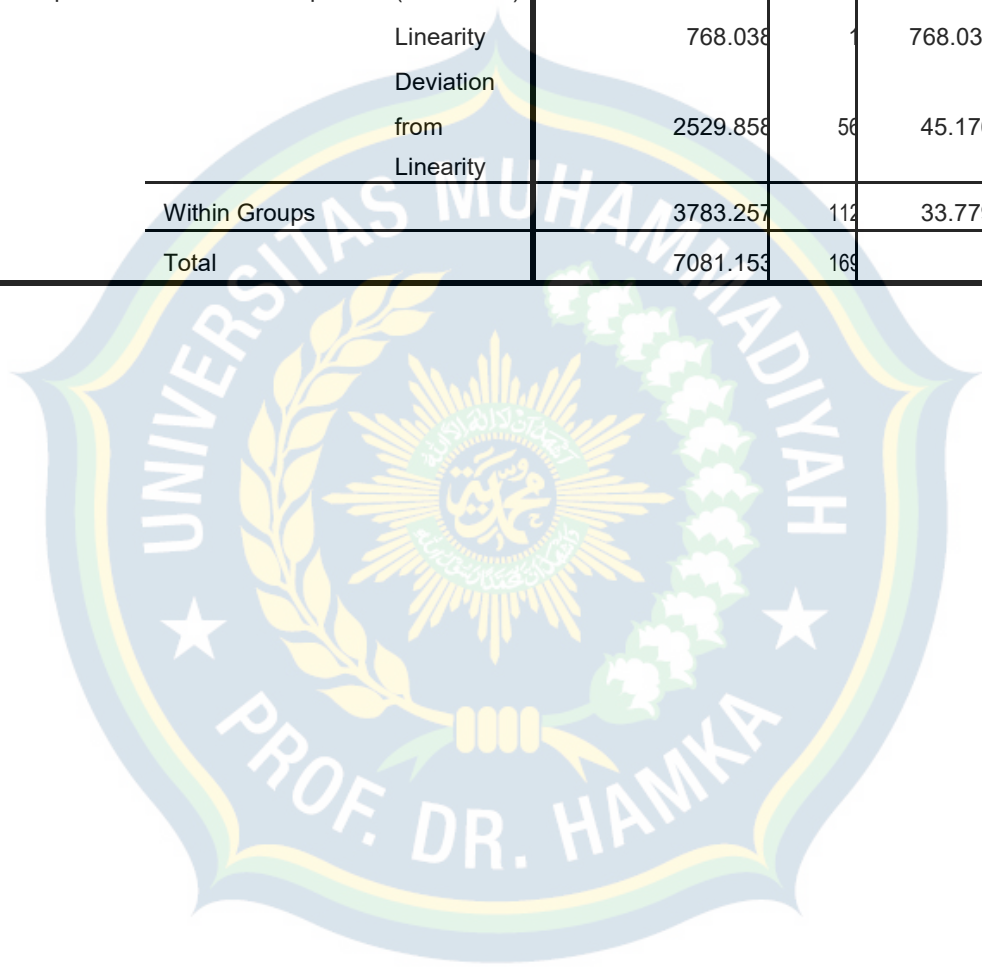 Linearity 768.038 1 768.03
Deviation
from 2529.858 56 45.17
Linearity
Within Groups 3783.257 112 33.77
Total 7081.153 169
UNIVERSITAS MUHAMMADIYAH
PROF. DR. HAMKA